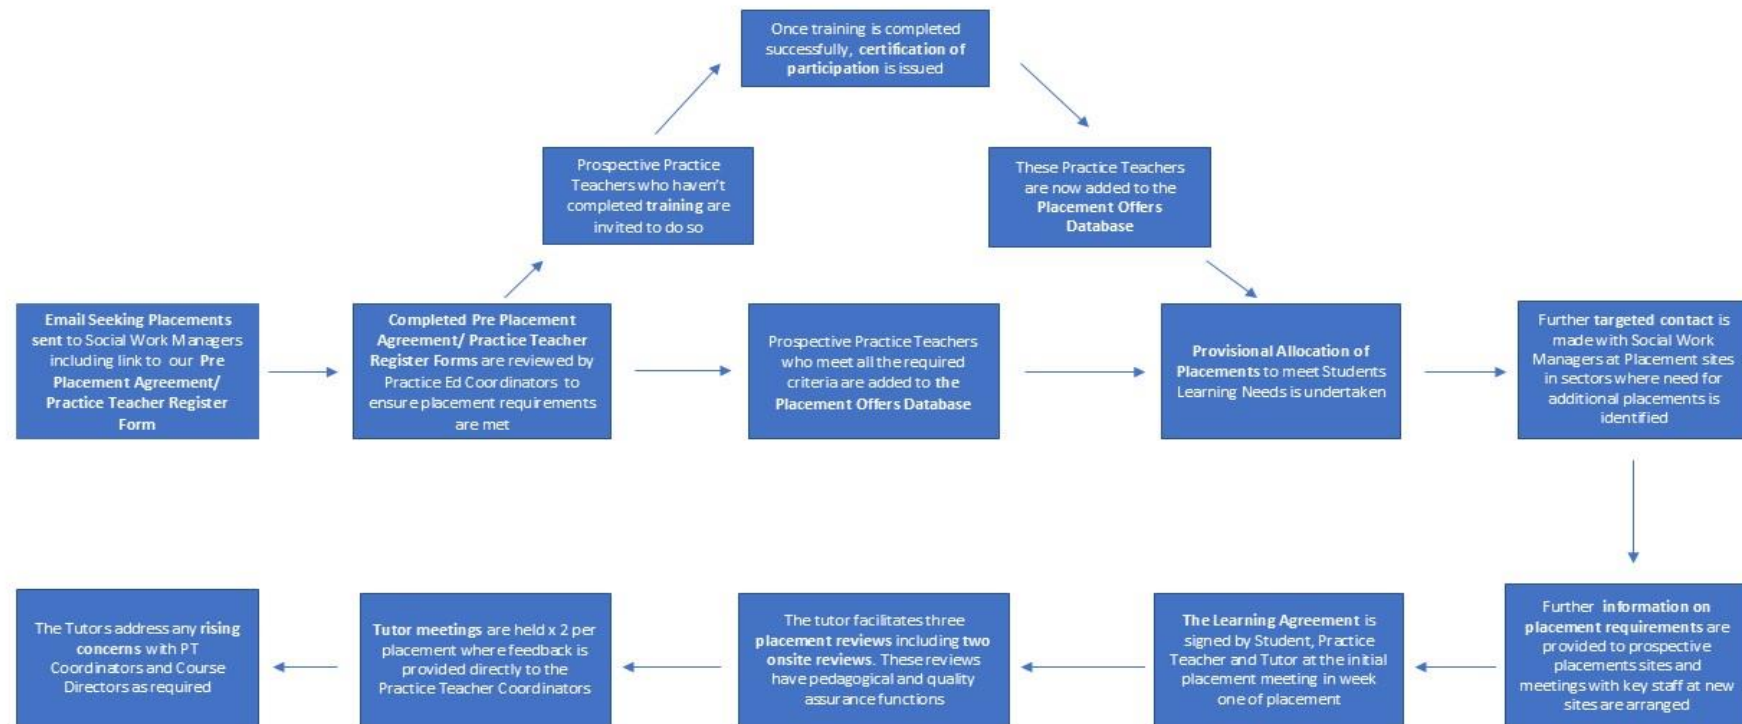 Once training is completed
successfully, certification of
participation is issued
Prospective Practice
Teachers who haven't
completed training are
invited to do so
These Practice Teachers
are now added to the
Placement Offers
Database
Email Seeking Placements
sent to Social Work Managers
including link to our Pre
Placement Agreement/
Practice Teacher Register
Form
Completed Pre Placement
Agreement/ Practice Teacher
Register Forms are reviewed by
Practice Ed Coordinators to
ensure placement requirements
are met
Prospective Practice Teachers
who meet all the required
criteria are added to the
Placement Offers Database
Provisional Allocation of
Placements to meet Students
Learning Needs is undertaken
Further targeted contact is
made with Social Work
Managers at Placement sites
in sectors where need for
additional placements is
identified
Further information on
placement requirements are
provided to prospective
placements sites and
meetings with key staff at new
sites are arranged
The Learning Agreement is
signed by Student, Practice
Teacher and Tutor at the initial
placement meeting in week
one of placement
The tutor facilitates three
placement reviews including two
onsite reviews. These reviews
have pedagogical and quality
assurance functions
Tutor meetings are held x 2 per
placement where feedback is
provided directly to the
Practice Teacher Coordinators
The Tutors address any rising
concerns with PT
Coordinators and Course
Directors as required